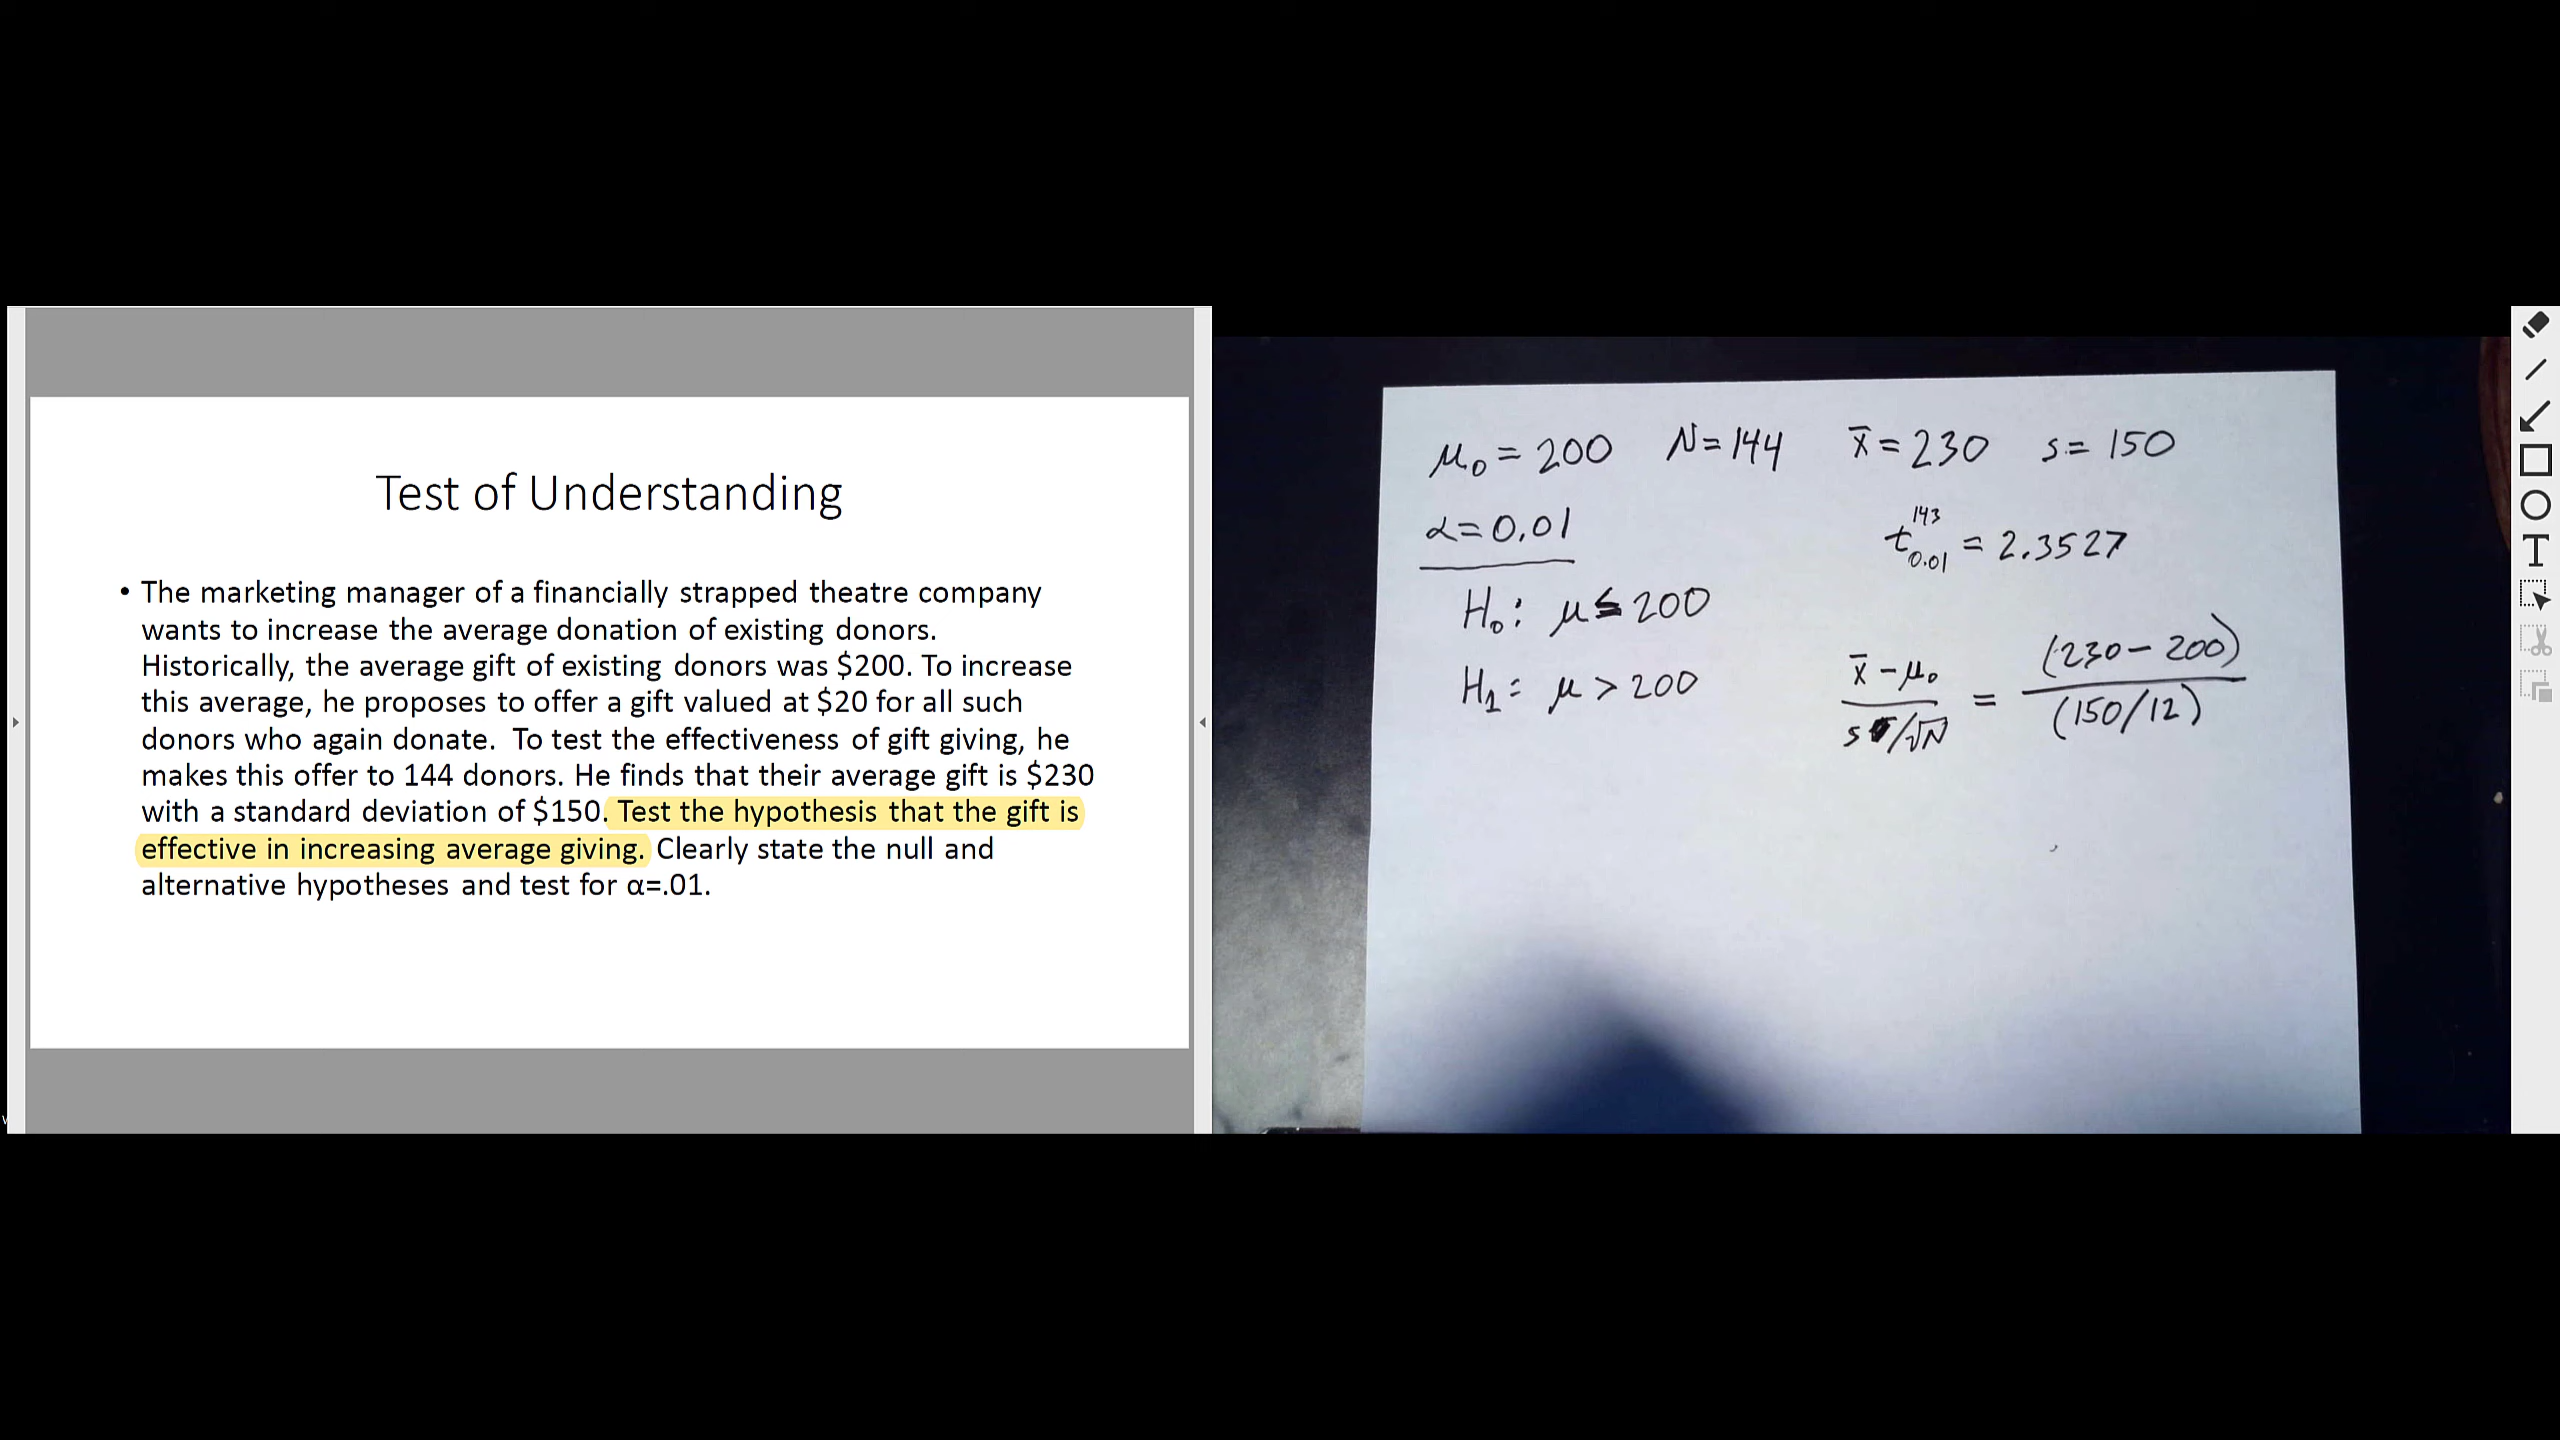 Test of Understanding
• The marketing manager of a financially strapped theatre company
wants to increase the average donation of existing donors.
Historically, the average gift of existing donors was $200. To increase
this average, he proposes to offer a gift valued at $20 for all such
donors who again donate. To test the effectiveness of gift giving, he
makes this offer to 144 donors. He finds that their average gift is $230
with a standard deviation of $150. Test the hypothesis that the gift is
effective in increasing average giving. Clearly state the null and
alternative hypotheses and test for α=.01.
μ₀ = 200 N = 144 x̄ = 230 s = 150
α = 0.01
t₀.₀₁¹⁴³ = 2.3527
H₀: μ ≤ 200
H₁: μ > 200
(x̄ - μ₀)/(s/√N) = (230 - 200)/(150/12)
T